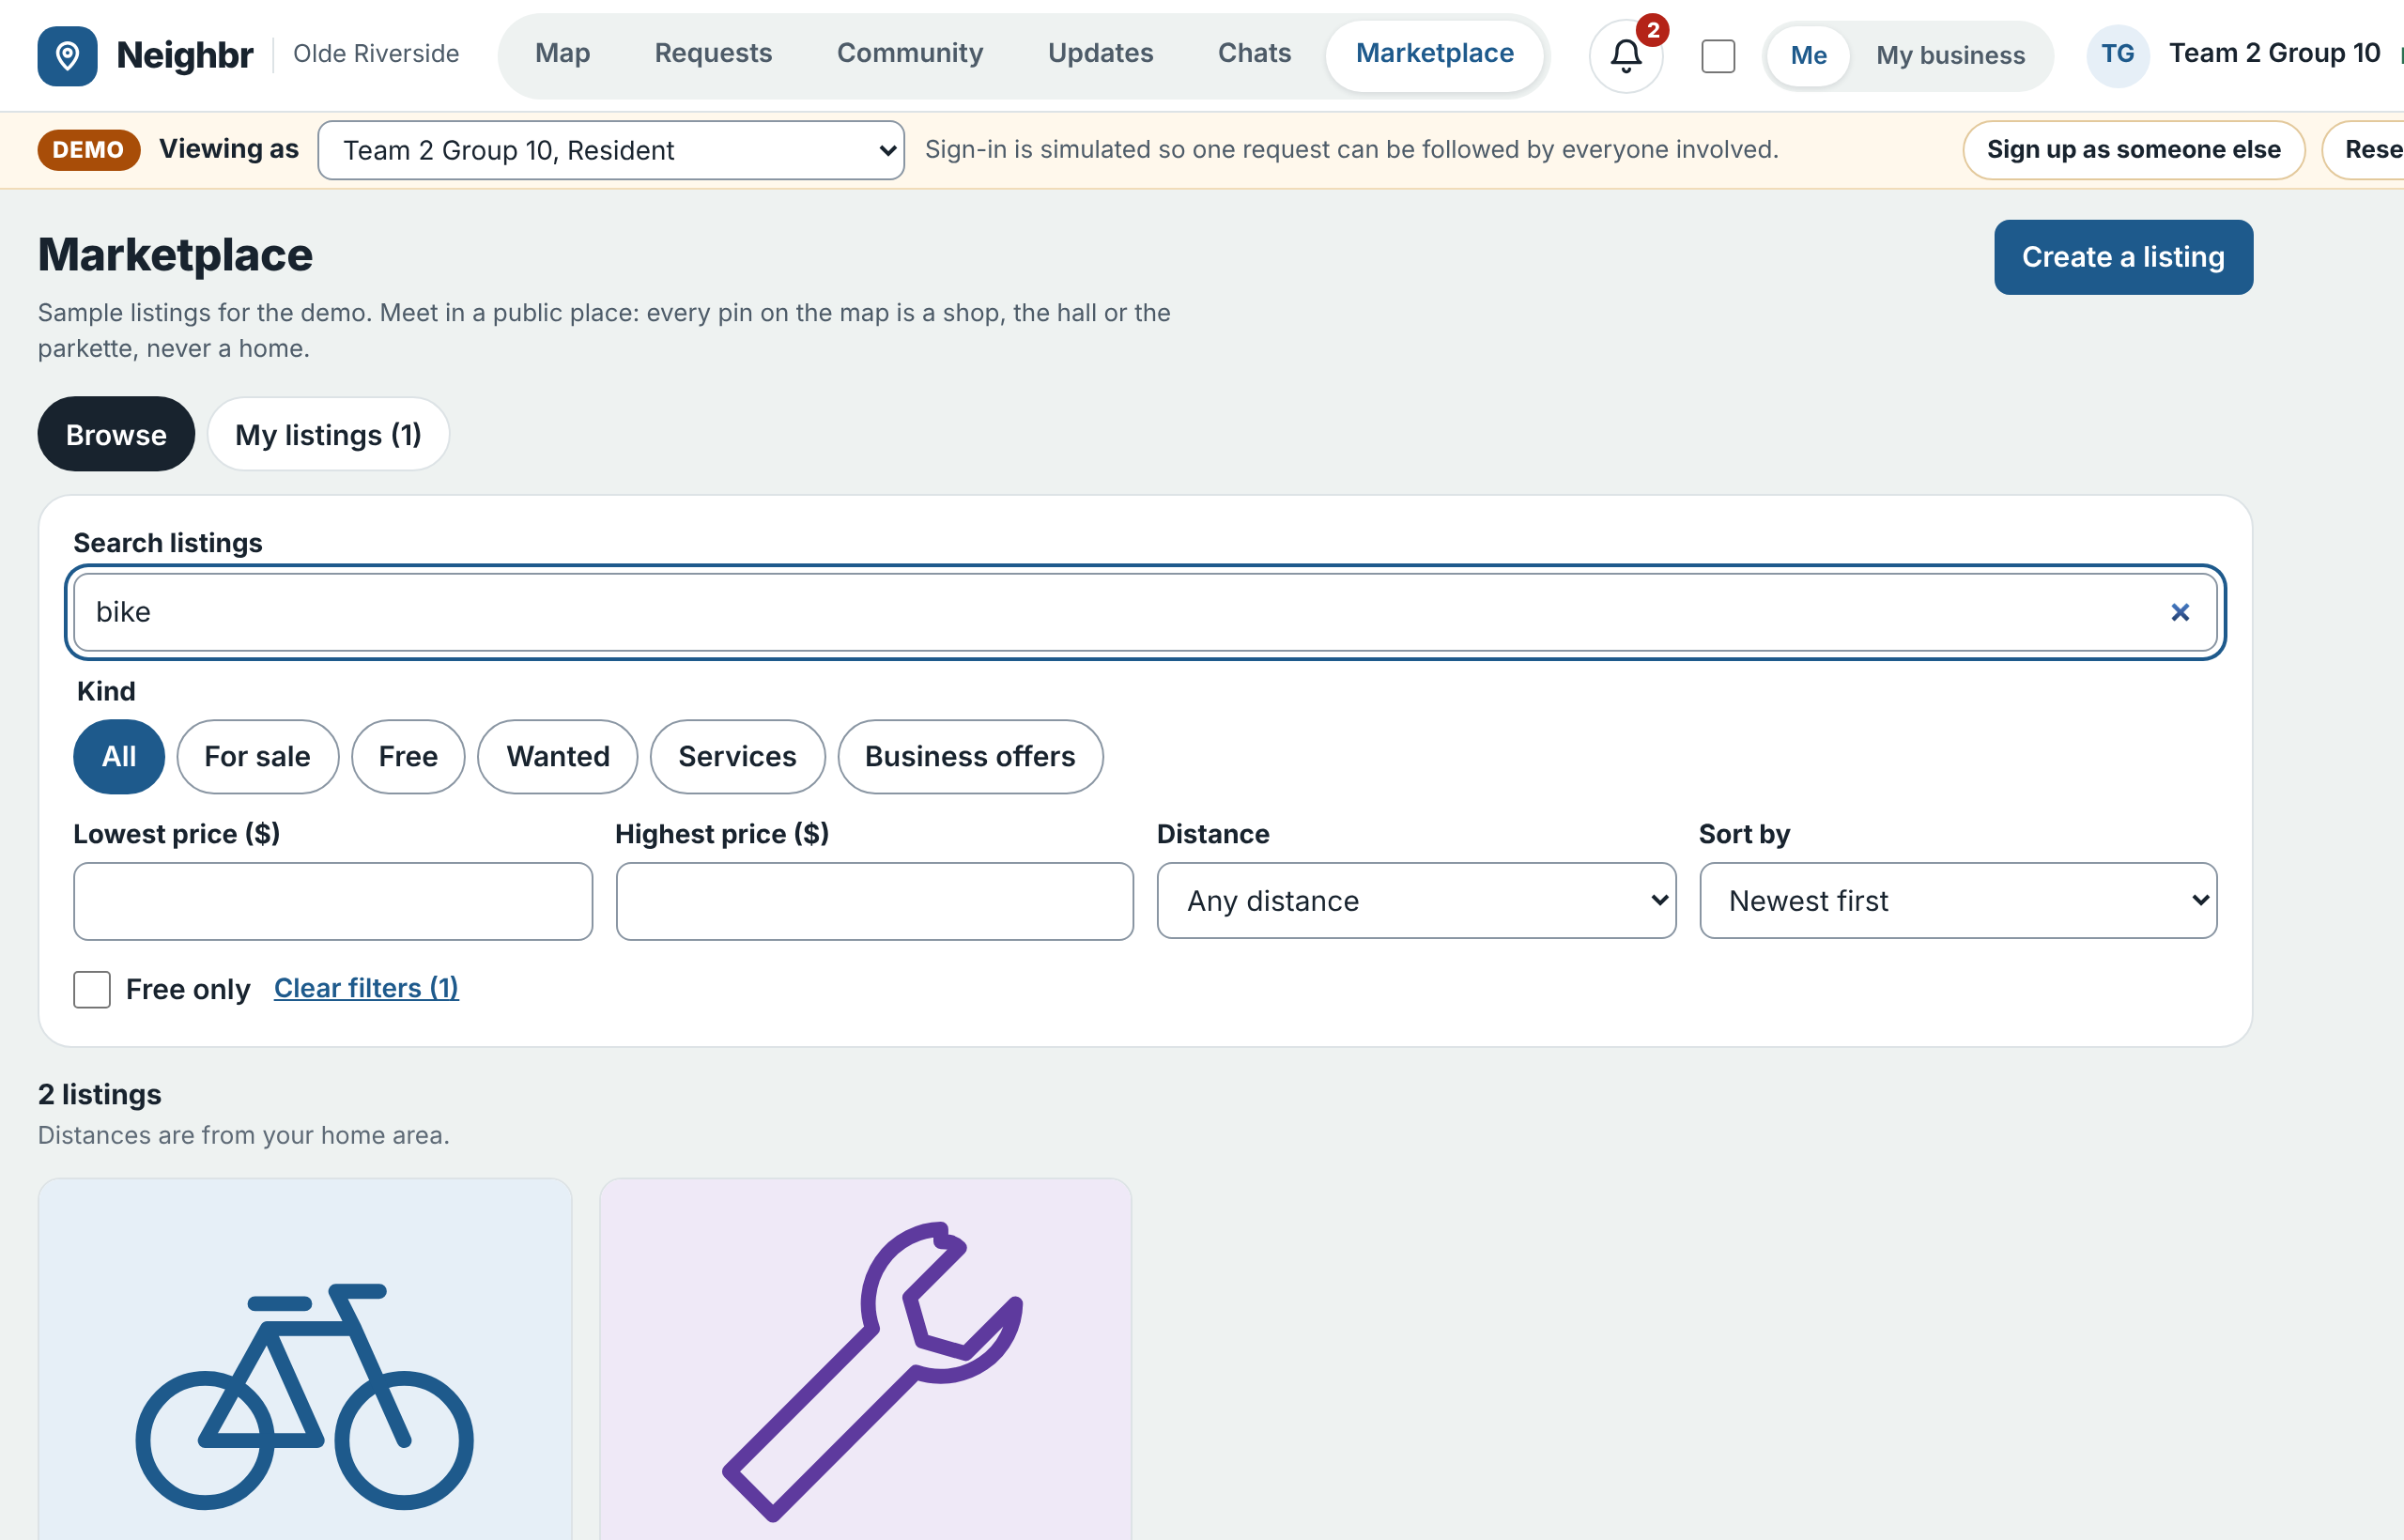 Neighbr
Olde Riverside
Map
Requests
Community
Updates
Chats
Marketplace
2
Me
My business
TG
Team 2 Group 10
DEMO
Viewing as
Team 2 Group 10, Resident
Sign-in is simulated so one request can be followed by everyone involved.
Sign up as someone else
Rese
Marketplace
Create a listing
Sample listings for the demo. Meet in a public place: every pin on the map is a shop, the hall or the
parkette, never a home.
Browse
My listings (1)
Search listings
bike
Kind
All
For sale
Free
Wanted
Services
Business offers
Lowest price ($)
Highest price ($)
Distance
Sort by
Any distance
Newest first
Free only
Clear filters (1)
2 listings
Distances are from your home area.